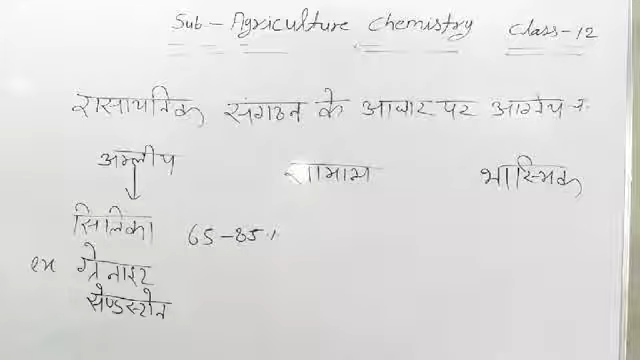 Sub - Agriculture Chemistry Class-12
रासायनिक संगठन के आधार पर आग्नेय च.
अम्लीय सामान्य भास्मिक
सिलिका 65-85%
ex ग्रेनाइट
सेण्डस्टोन